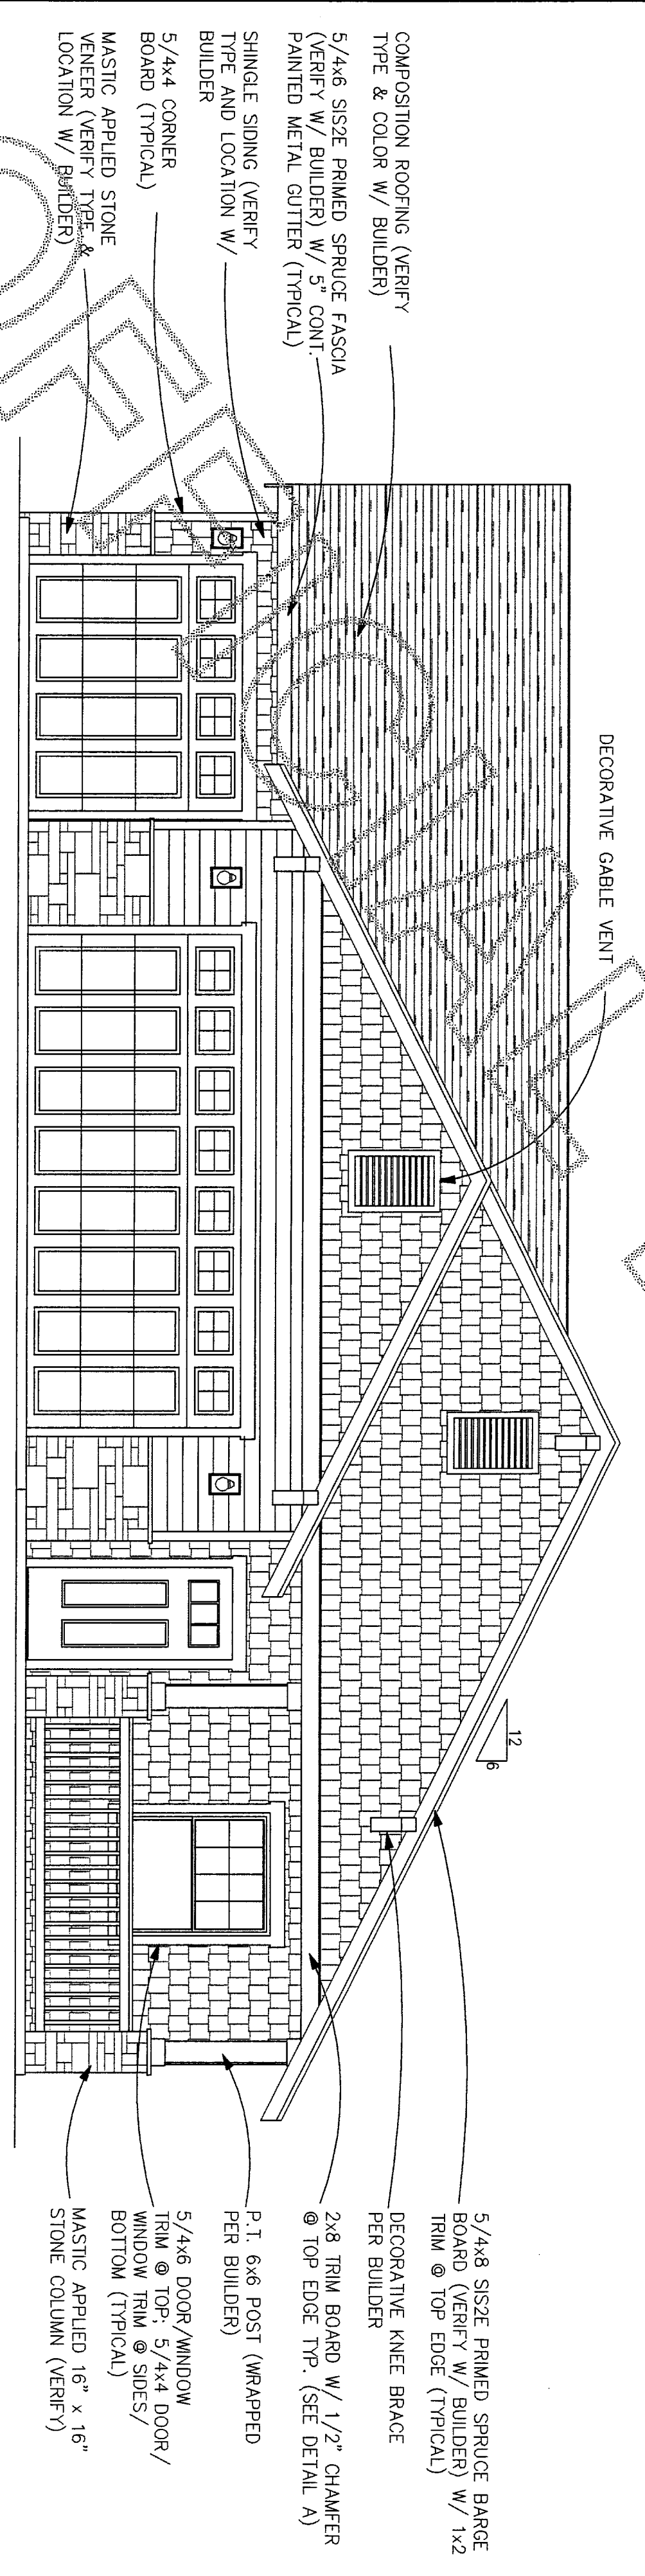 DECORATIVE GABLE VENT
COMPOSITION ROOFING (VERIFY
TYPE & COLOR W/ BUILDER)
5/4x6 SIS2E PRIMED SPRUCE FASCIA
(VERIFY W/ BUILDER) W/ 5" CONT.
PAINTED METAL GUTTER (TYPICAL)
SHINGLE SIDING (VERIFY
TYPE AND LOCATION W/
BUILDER
5/4x4 CORNER
BOARD (TYPICAL)
MASTIC APPLIED STONE
VENEER (VERIFY TYPE &
LOCATION W/ BUILDER)
12
6
5/4x8 SIS2E PRIMED SPRUCE BARGE
BOARD (VERIFY W/ BUILDER) W/ 1x2
TRIM @ TOP EDGE (TYPICAL)
DECORATIVE KNEE BRACE
PER BUILDER
2x8 TRIM BOARD W/ 1/2" CHAMFER
@ TOP EDGE TYP. (SEE DETAIL A)
P.T. 6x6 POST (WRAPPED
PER BUILDER)
5/4x6 DOOR/WINDOW
TRIM @ TOP; 5/4x4 DOOR/
WINDOW TRIM @ SIDES/
BOTTOM (TYPICAL)
MASTIC APPLIED 16" x 16"
STONE COLUMN (VERIFY)